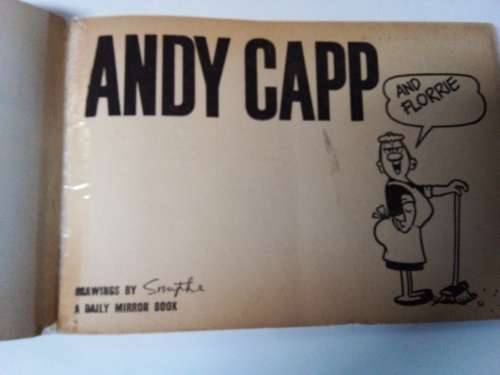 ANDY CAPP
AND
FLORRIE
DRAWINGS BY Smythe
A DAILY MIRROR BOOK